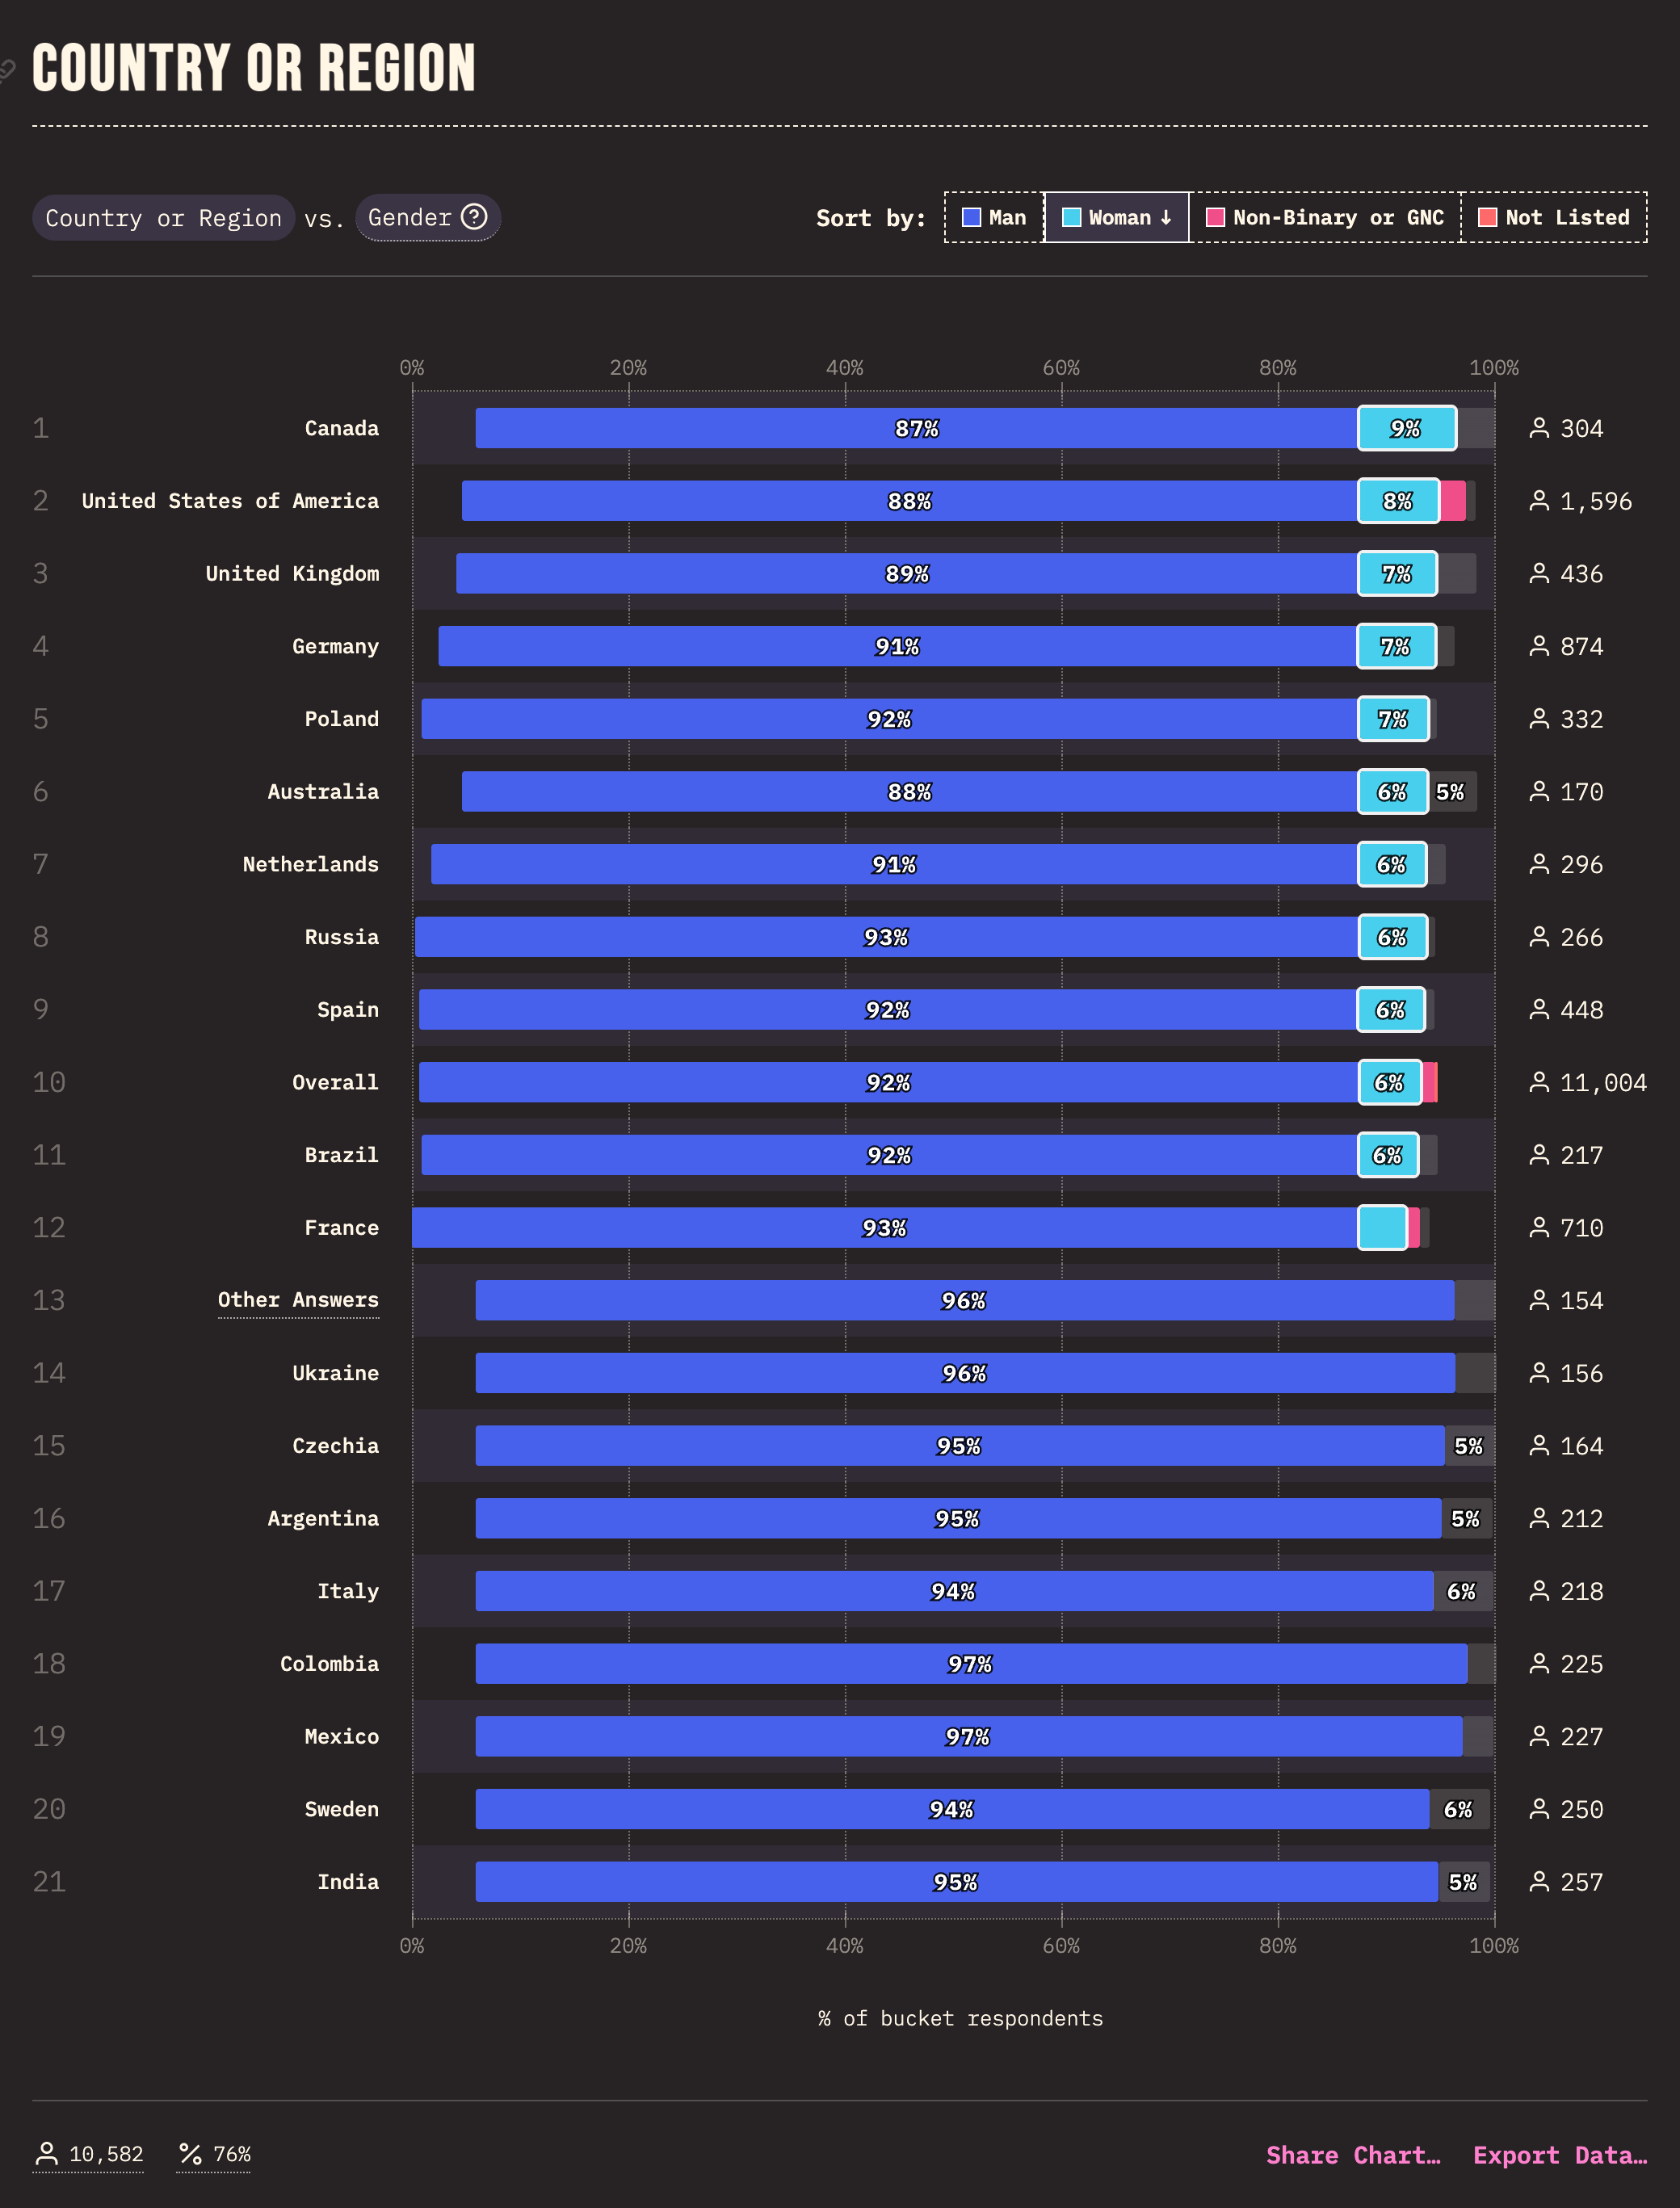 COUNTRY OR REGION
Country or Region vs. Gender ?
Sort by: Man Woman ↓ Non-Binary or GNC Not Listed
0% 20% 40% 60% 80% 100%
1 Canada 87% 9% 304
2 United States of America 88% 8% 1,596
3 United Kingdom 89% 7% 436
4 Germany 91% 7% 874
5 Poland 92% 7% 332
6 Australia 88% 6% 5% 170
7 Netherlands 91% 6% 296
8 Russia 93% 6% 266
9 Spain 92% 6% 448
10 Overall 92% 6% 11,004
11 Brazil 92% 6% 217
12 France 93% 710
13 Other Answers 96% 154
14 Ukraine 96% 156
15 Czechia 95% 5% 164
16 Argentina 95% 5% 212
17 Italy 94% 6% 218
18 Colombia 97% 225
19 Mexico 97% 227
20 Sweden 94% 6% 250
21 India 95% 5% 257
0% 20% 40% 60% 80% 100%
% of bucket respondents
10,582 % 76% Share Chart… Export Data…